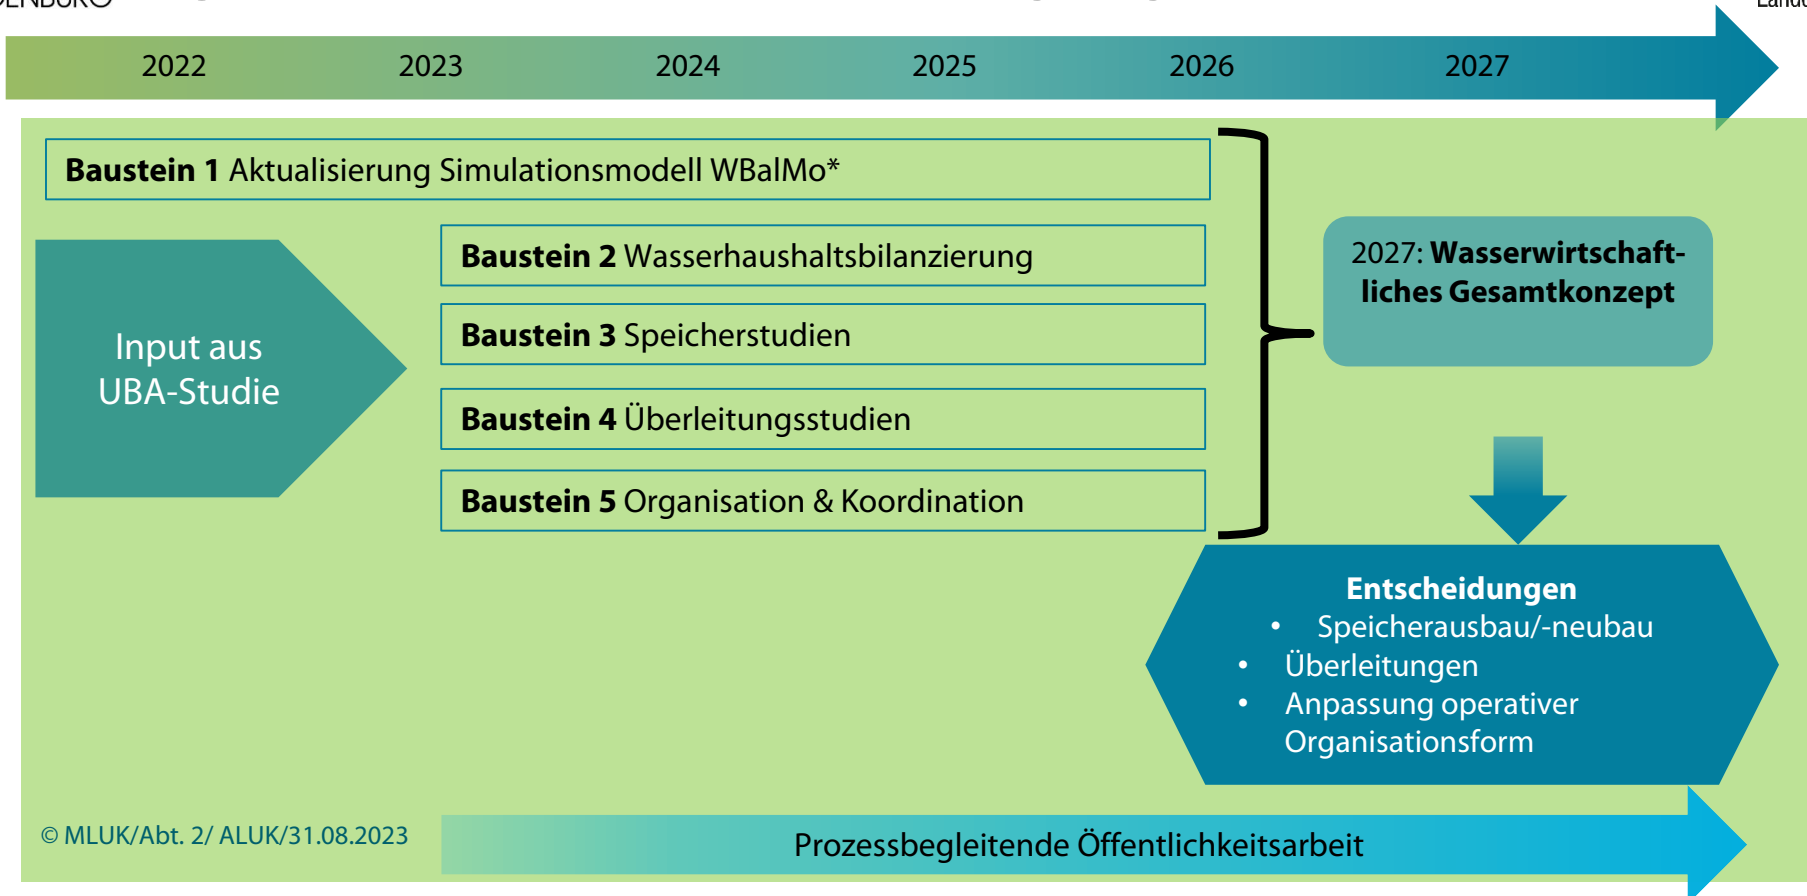 2022 2023 2024 2025 2026 2027
Baustein 1 Aktualisierung Simulationsmodell WBalMo*
Baustein 2 Wasserhaushaltsbilanzierung
Baustein 3 Speicherstudien
Baustein 4 Überleitungsstudien
Baustein 5 Organisation & Koordination
Input aus
UBA-Studie
2027: Wasserwirtschaft-
liches Gesamtkonzept
Entscheidungen
• Speicherausbau/-neubau
• Überleitungen
• Anpassung operativer
Organisationsform
© MLUK/Abt. 2/ ALUK/31.08.2023
Prozessbegleitende Öffentlichkeitsarbeit